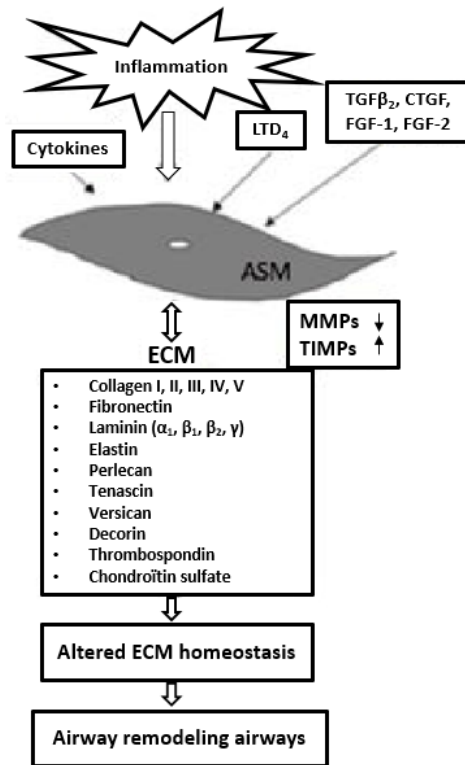 Inflammation
TGFβ₂, CTGF,
FGF-1, FGF-2
LTD₄
Cytokines
ASM
MMPs ↓
TIMPs ↑
ECM
• Collagen I, II, III, IV, V
• Fibronectin
• Laminin (α₁, β₁, β₂, γ)
• Elastin
• Perlecan
• Tenascin
• Versican
• Decorin
• Thrombospondin
• Chondroïtin sulfate
Altered ECM homeostasis
Airway remodeling airways